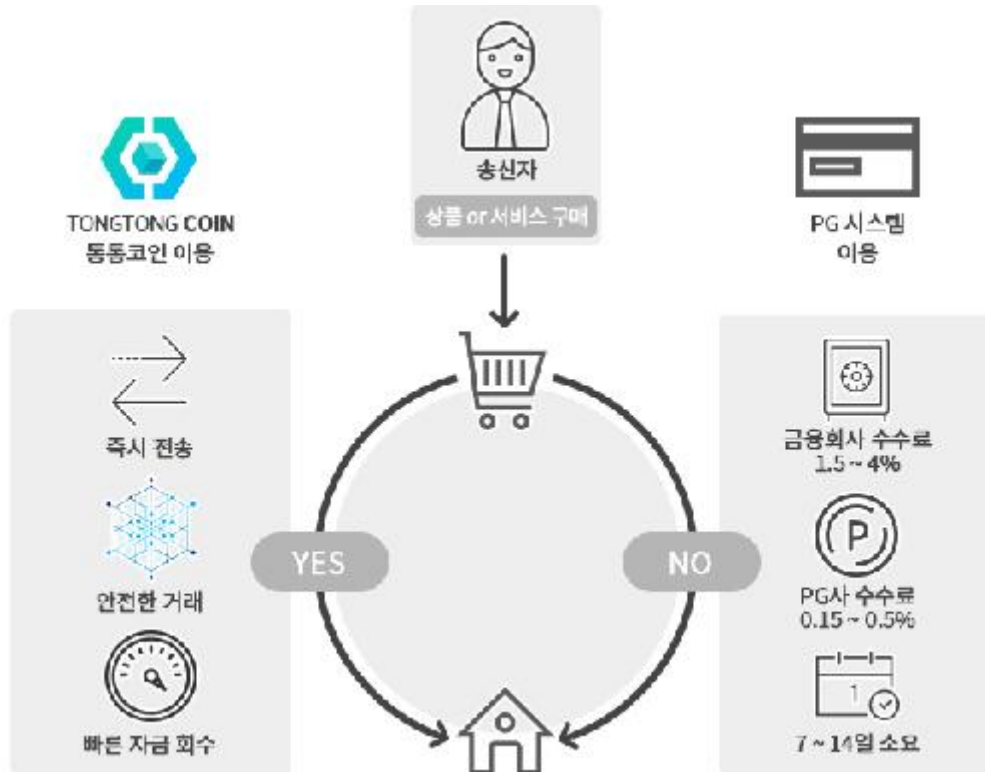 송신자
상품 or 서비스 구매
TONGTONG COIN
통통코인 이용
PG 시스템
이용
즉시 전송
안전한 거래
빠른 자금 회수
YES
NO
금융회사 수수료
1.5 ~ 4%
P
PG사 수수료
0.15 ~ 0.5%
1
7 ~ 14일 소요